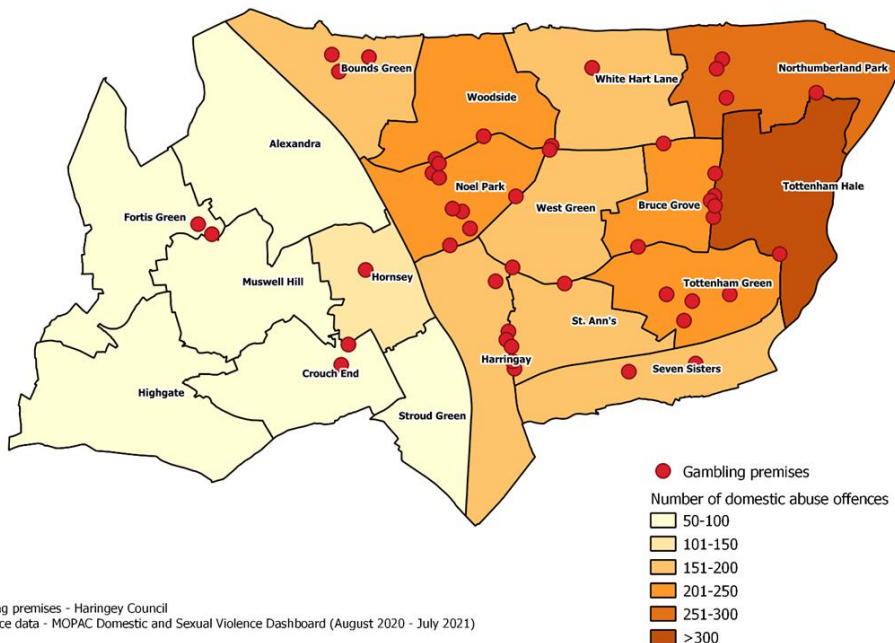 Bounds Green
White Hart Lane
Northumberland Park
Woodside
Alexandra
Noel Park
Tottenham Hale
West Green
Bruce Grove
Fortis Green
Muswell Hill
Hornsey
Tottenham Green
St. Ann's
Harringay
Seven Sisters
Crouch End
Highgate
Stroud Green
Gambling premises
Number of domestic abuse offences
50-100
101-150
151-200
201-250
251-300
>300
ng premises - Haringey Council
ce data - MOPAC Domestic and Sexual Violence Dashboard (August 2020 - July 2021)